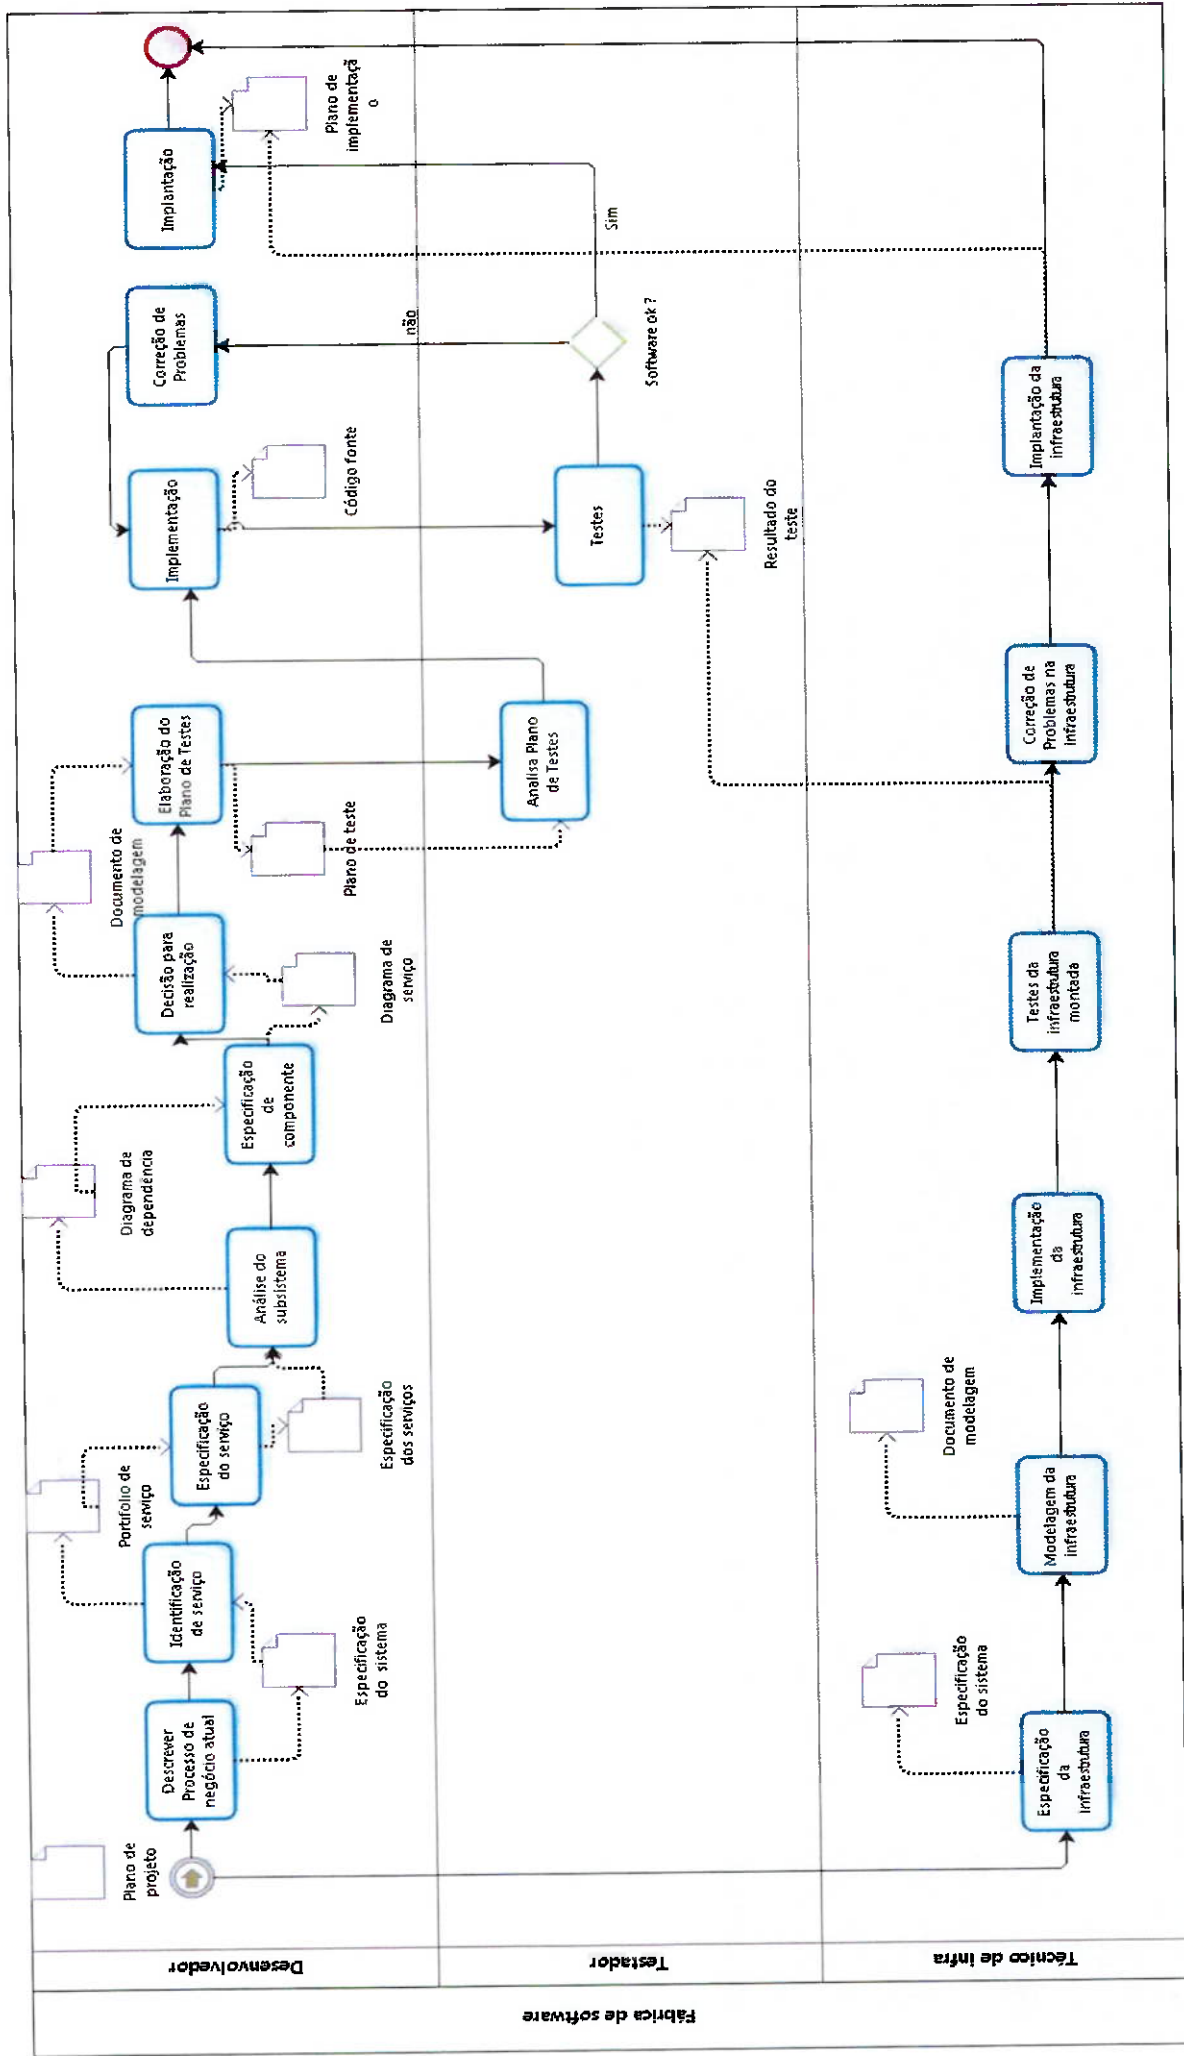 Fábrica de software
Desenvolvedor
Testador
Técnico de infra
Plano de
projeto
Descrever
Processo de
negócio atual
Especificação
do sistema
Identificação
de serviço
Portifolio de
serviço
Especificação
do serviço
Especificação
dos serviços
Análise do
subsistema
Diagrama de
dependência
Especificação
de
componente
Diagrama de
serviço
Decisão para
realização
Documento de
modelagem
Elaboração do
Plano de Testes
Plano de teste
Implementação
Código fonte
Correção de
Problemas
Implantação
Plano de
implementaçã
o
Analisa Plano
de Testes
Testes
Resultado do
teste
Software ok?
não
Sim
Especificação
da
infraestrutura
Especificação
do sistema
Modelagem da
infraestrutura
Documento de
modelagem
Implementação
da
infraestrutura
Testes da
infraestrutura
montada
Correção de
Problemas na
infraestrutura
Implantação da
infraestrutura